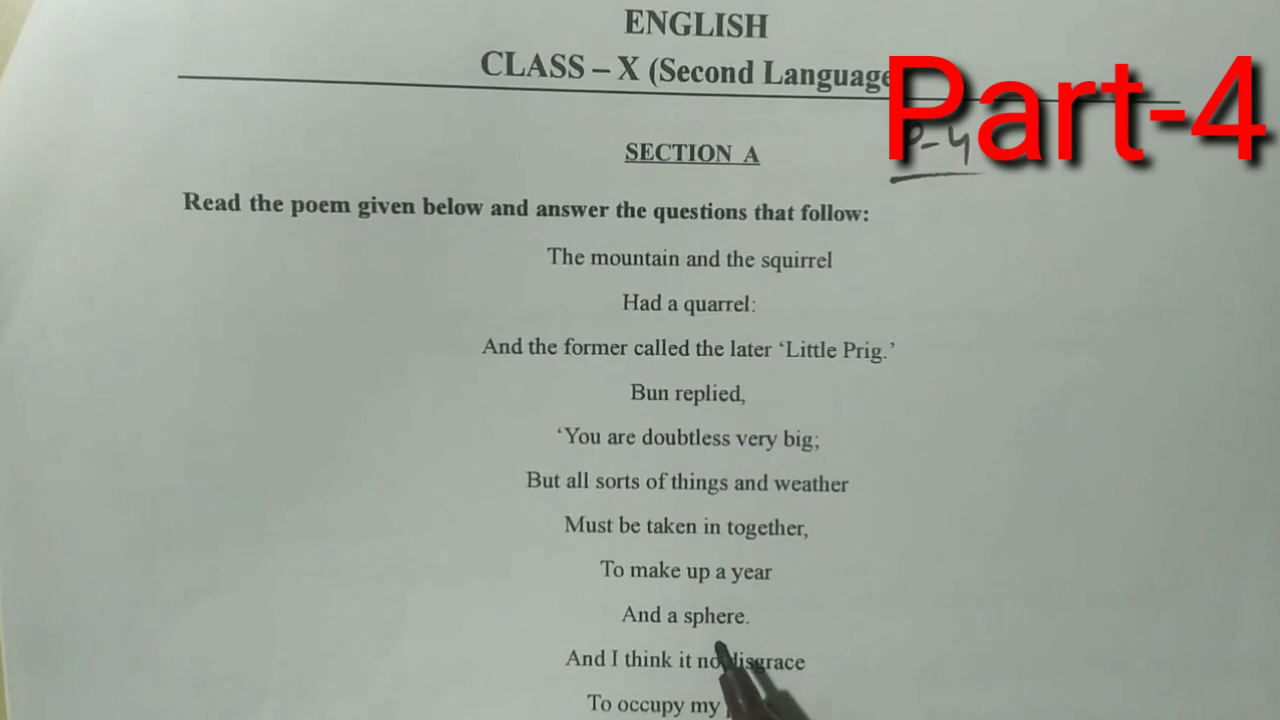 ENGLISH
CLASS – X (Second Language
Part-4
P-4
SECTION A
Read the poem given below and answer the questions that follow:
The mountain and the squirrel
Had a quarrel:
And the former called the later ‘Little Prig.’
Bun replied,
‘You are doubtless very big;
But all sorts of things and weather
Must be taken in together,
To make up a year
And a sphere.
And I think it no disgrace
To occupy my